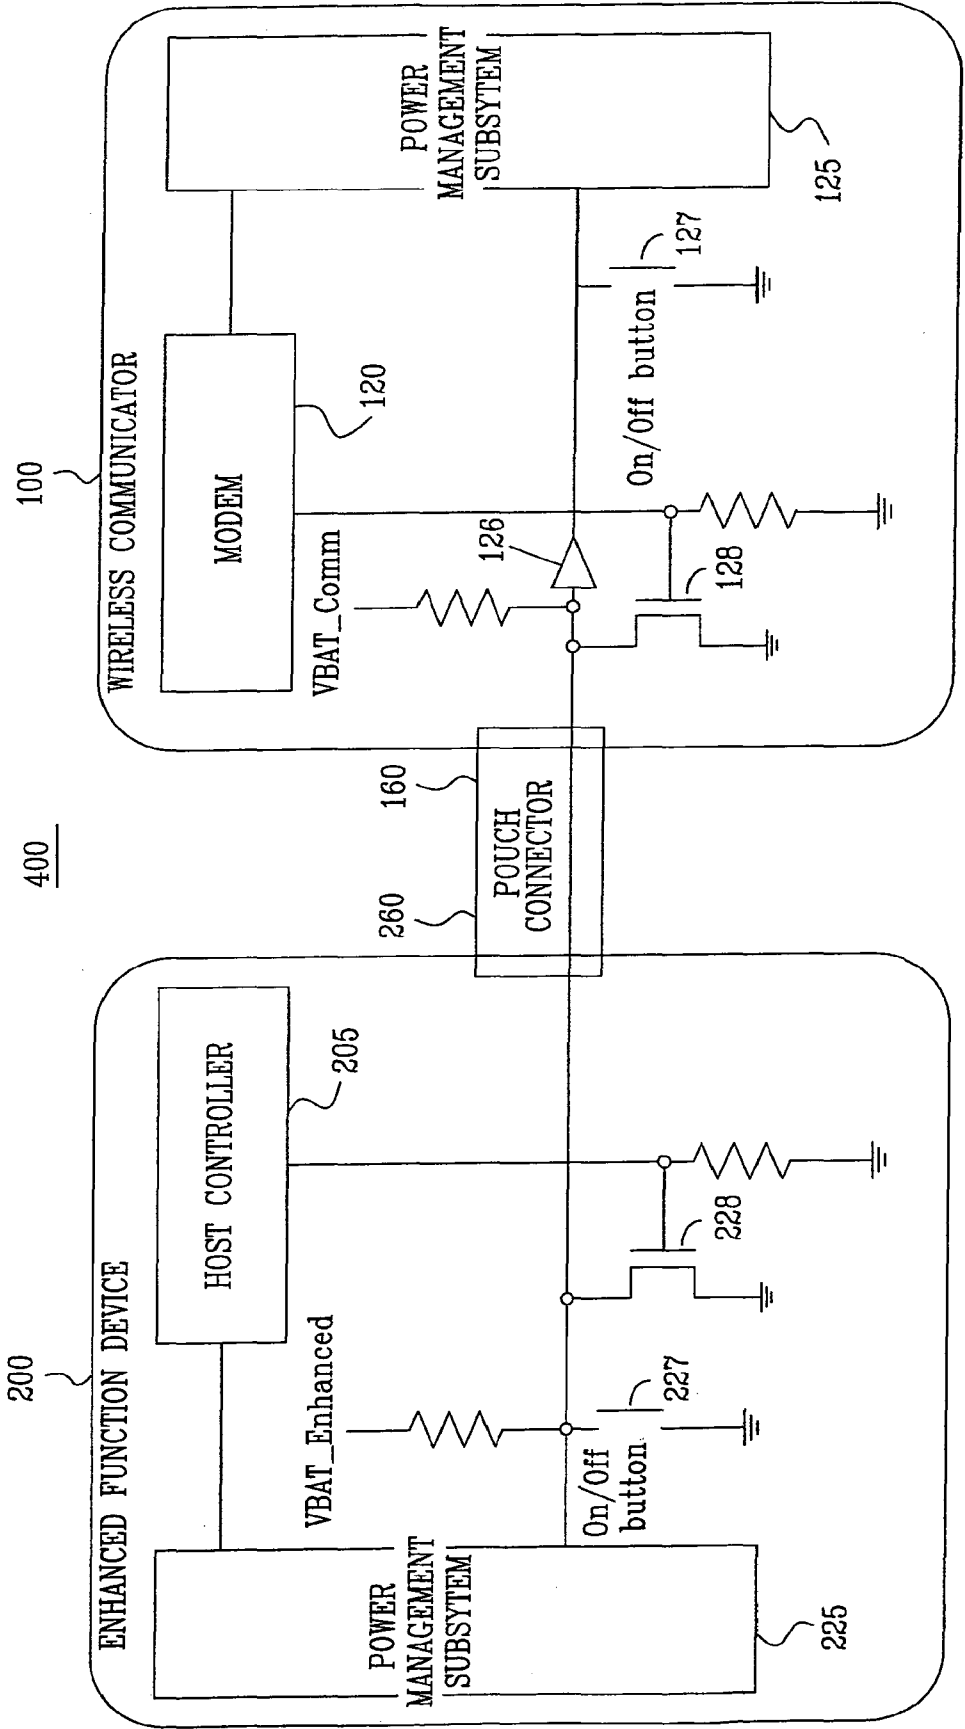 400
200
ENHANCED FUNCTION DEVICE
HOST CONTROLLER
205
VBAT_Enhanced
POWER
MANAGEMENT
SUBSYTEM
225
On/Off
button
227
228
260
160
POUCH
CONNECTOR
100
WIRELESS COMMUNICATOR
MODEM
120
VBAT_Comm
126
128
On/Off button
127
POWER
MANAGEMENT
SUBSYTEM
125